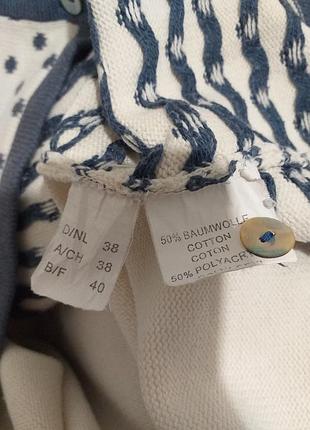 D/NL 38
A/CH 38
B/F 40
50% BAUMWOLLE
COTTON
COTON
50% POLYACR